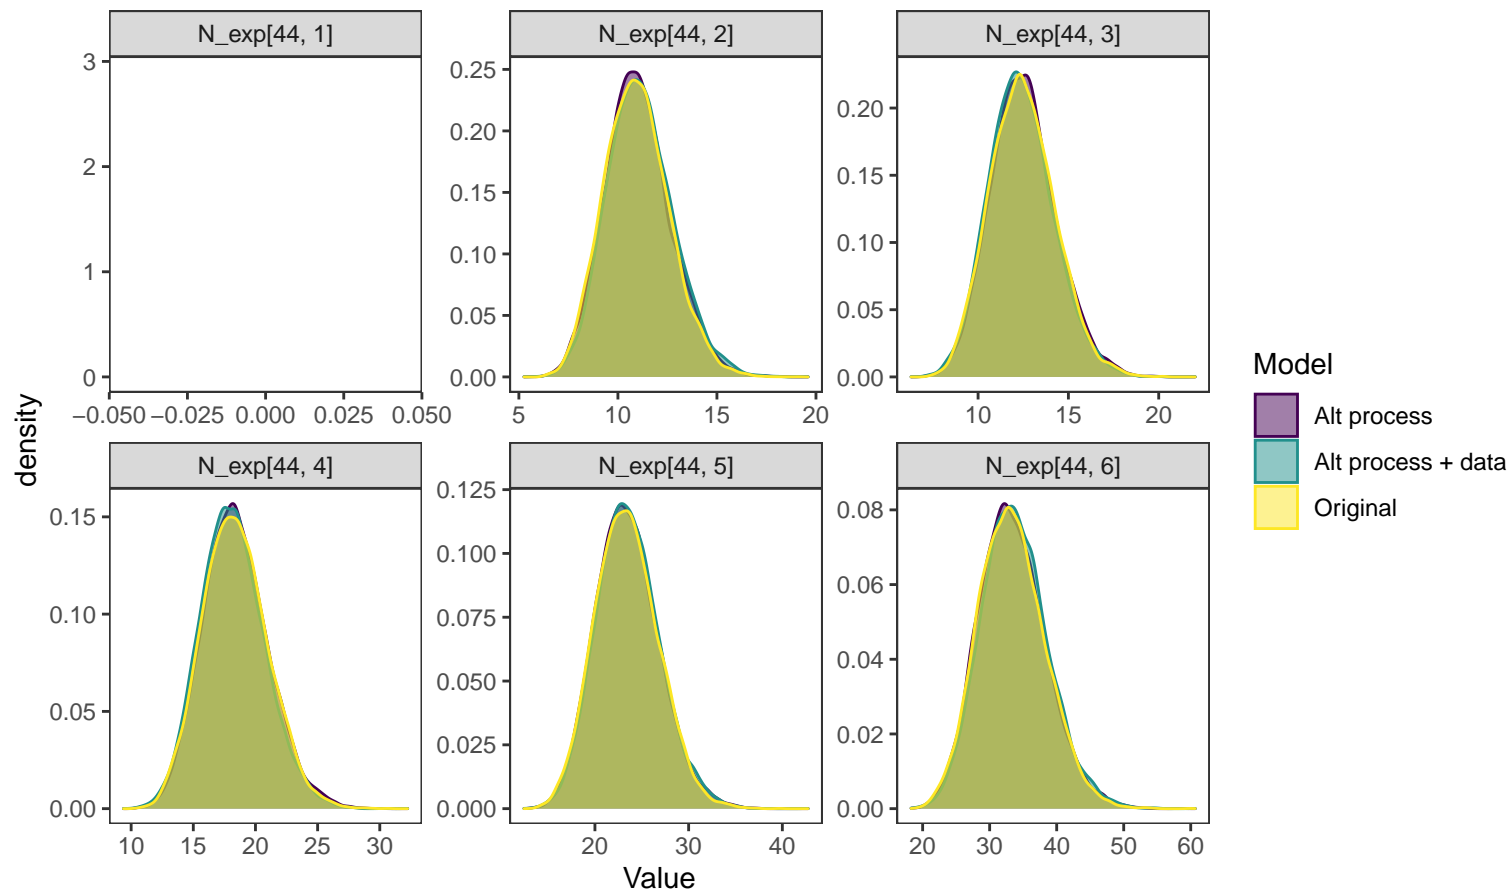 N_exp[44, 1]
N_exp[44, 2]
N_exp[44, 3]
3
2
1
0
−0.050 −0.025 0.000 0.025 0.050
0.25
0.20
0.15
0.10
0.05
0.00
5 10 15 20
0.20
0.15
0.10
0.05
0.00
10 15 20
density
N_exp[44, 4]
N_exp[44, 5]
N_exp[44, 6]
0.15
0.10
0.05
0.00
10 15 20 25 30
0.125
0.100
0.075
0.050
0.025
0.000
20 30 40
0.08
0.06
0.04
0.02
0.00
20 30 40 50 60
Value
Model
Alt process
Alt process + data
Original